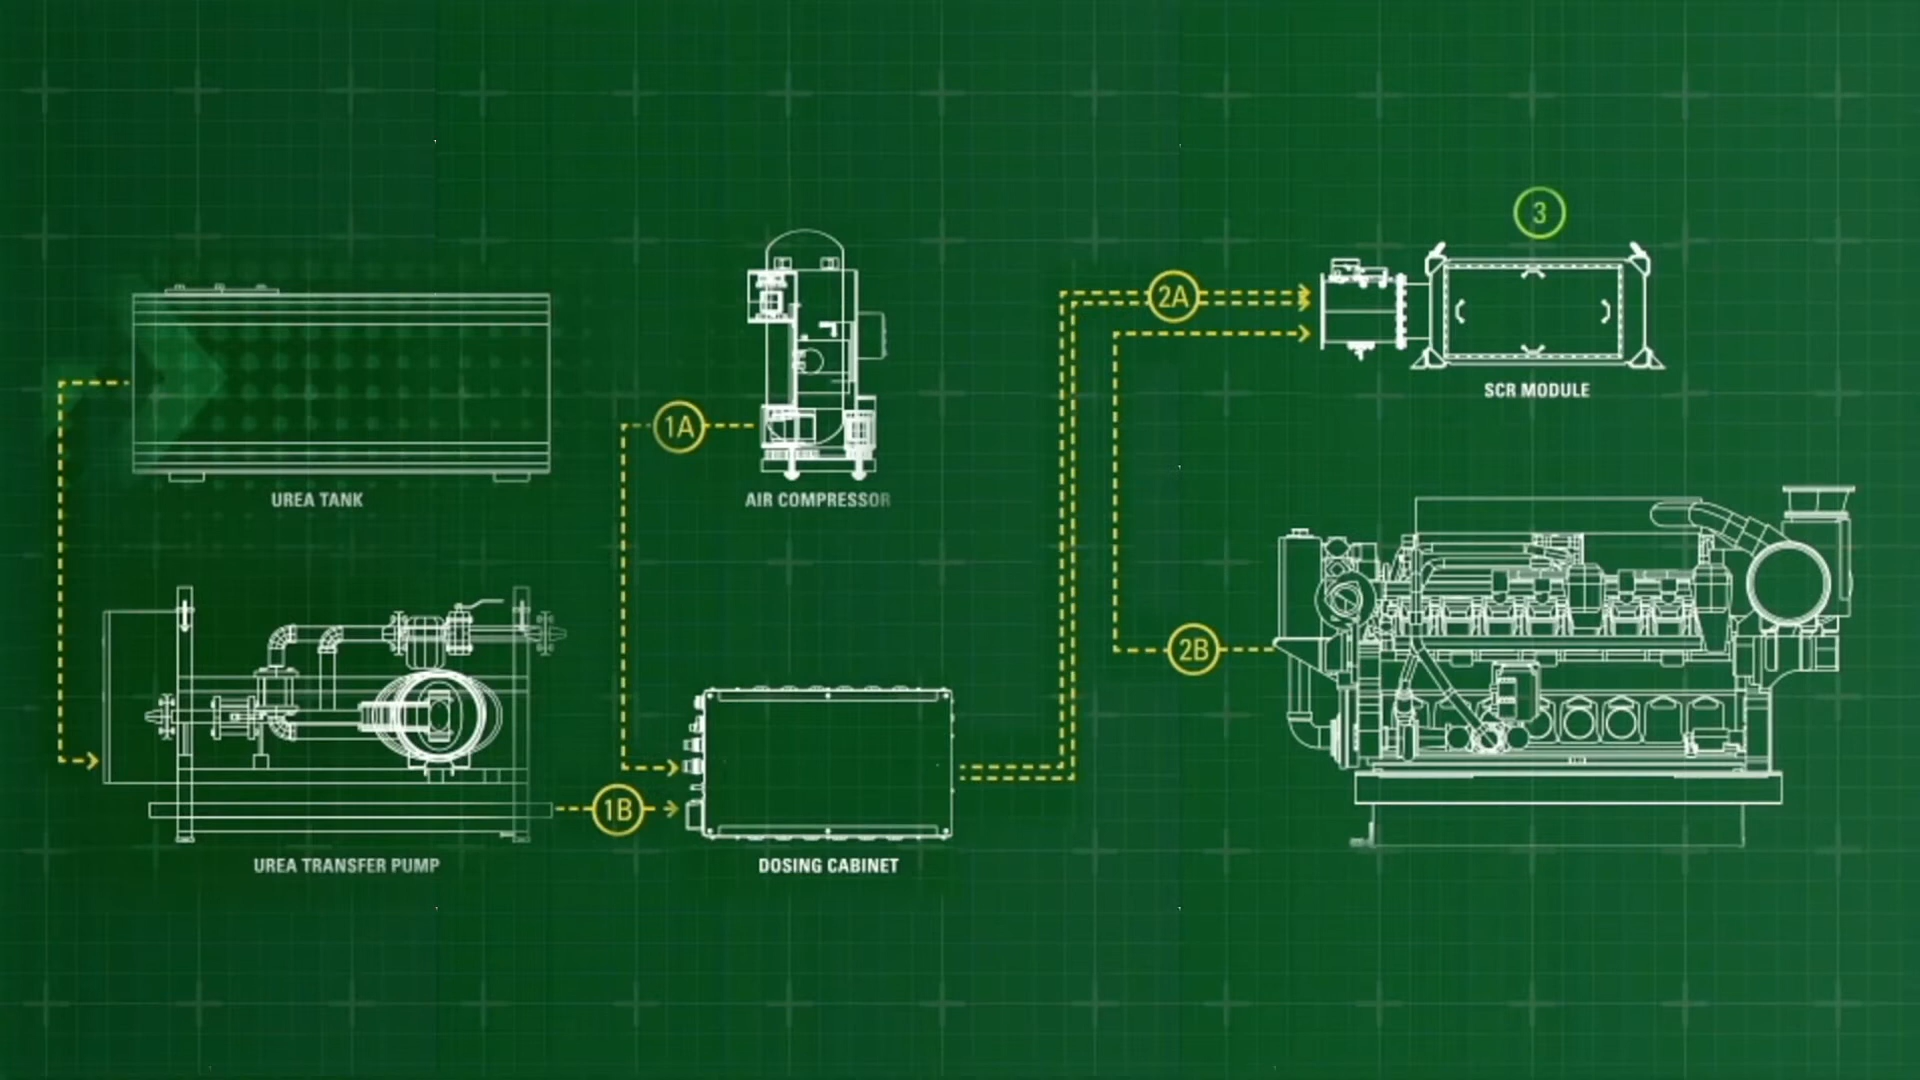 3
2A
SCR MODULE
1A
UREA TANK
AIR COMPRESSOR
2B
1B
UREA TRANSFER PUMP
DOSING CABINET